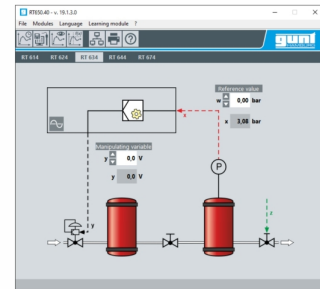 RT650.40 – v. 19.1.3.0
File Modules Language Learning module ?
gunt
RT 614 RT 624 RT 634 RT 644 RT 674
Reference value
w 0,00 bar
x
x 3,08 bar
Manipulating variable
y 0,0 V
y 0,0 V
P
z
y